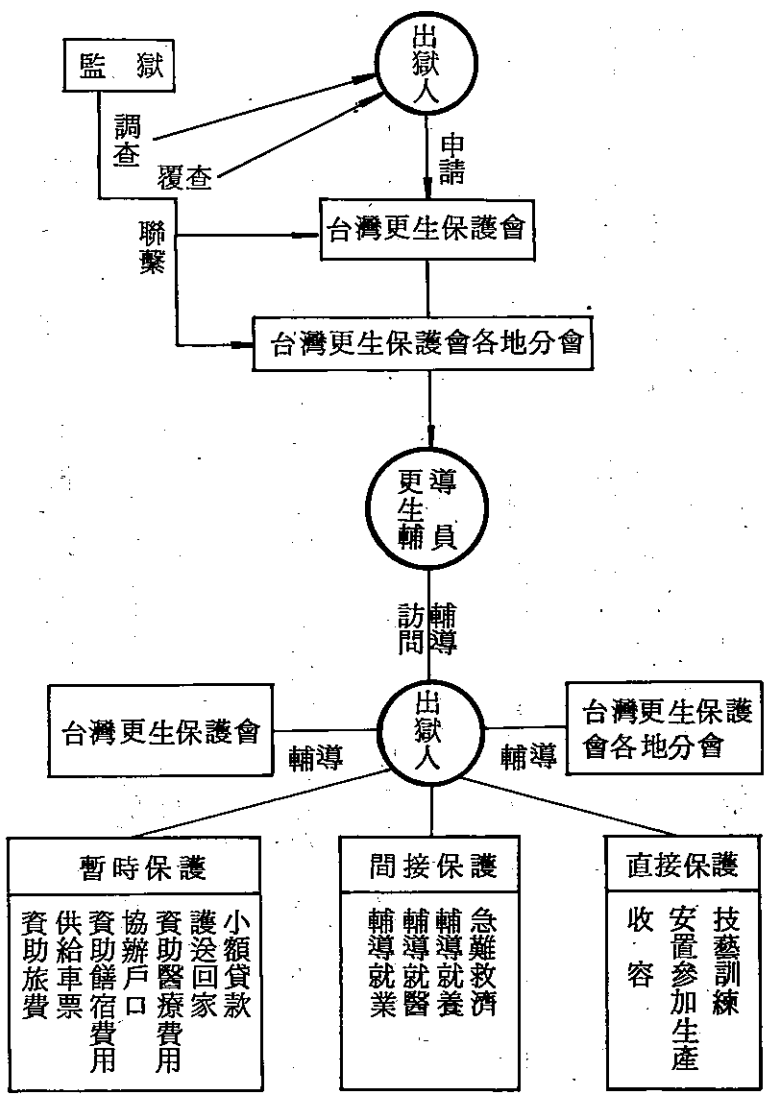 出獄人
監獄
調查
覆查
申請
聯繫
台灣更生保護會
台灣更生保護會各地分會
更生輔導員
訪問
輔導
出獄人
台灣更生保護會
輔導
輔導
台灣更生保護
會各地分會
直接保護
技藝訓練
安置參加生產
收容
間接保護
急難救濟
輔導就養
輔導就醫
輔導就業
暫時保護
小額貸款
護送回家
資助醫療費用
協辦戶口
資助膳宿費用
供給車票
資助旅費